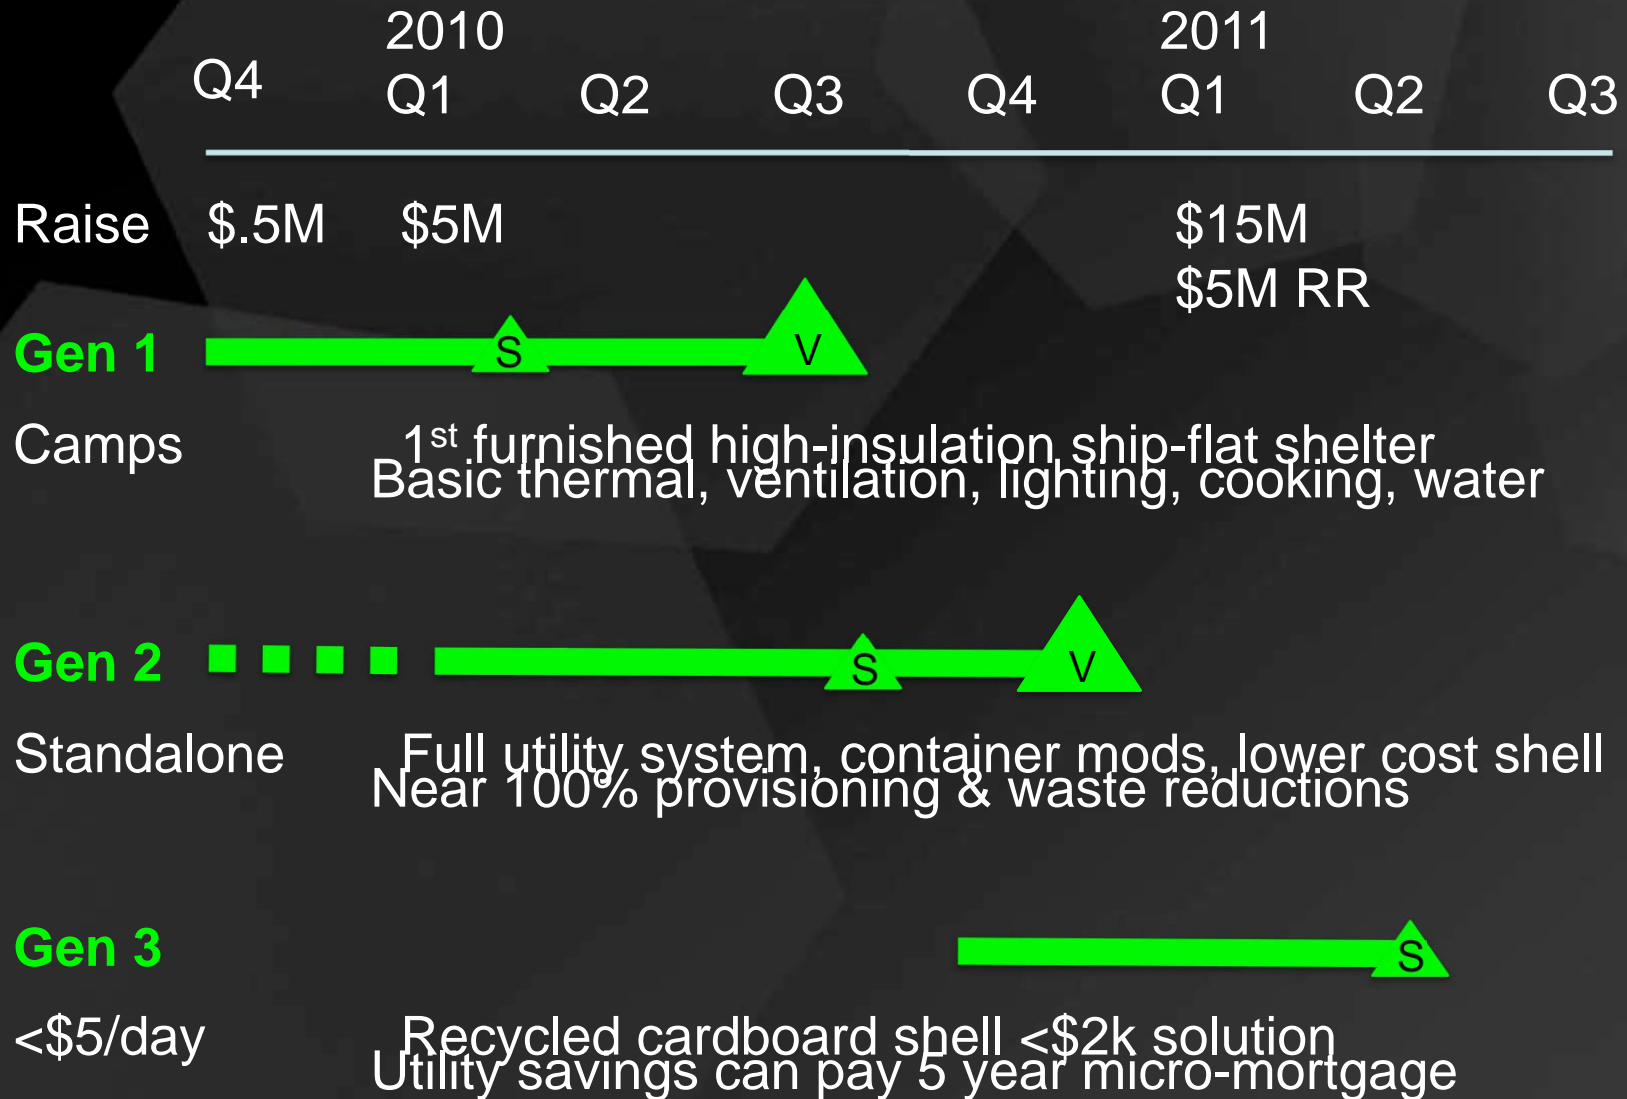 2010 2011
Q4 Q1 Q2 Q3 Q4 Q1 Q2 Q3
Raise $.5M $5M $15M
$5M RR
Gen 1 S V
Camps 1st furnished high-insulation ship-flat shelter
Basic thermal, ventilation, lighting, cooking, water
Gen 2 S V
Standalone Full utility system, container mods, lower cost shell
Near 100% provisioning & waste reductions
Gen 3 S
<$5/day Recycled cardboard shell <$2k solution
Utility savings can pay 5 year micro-mortgage